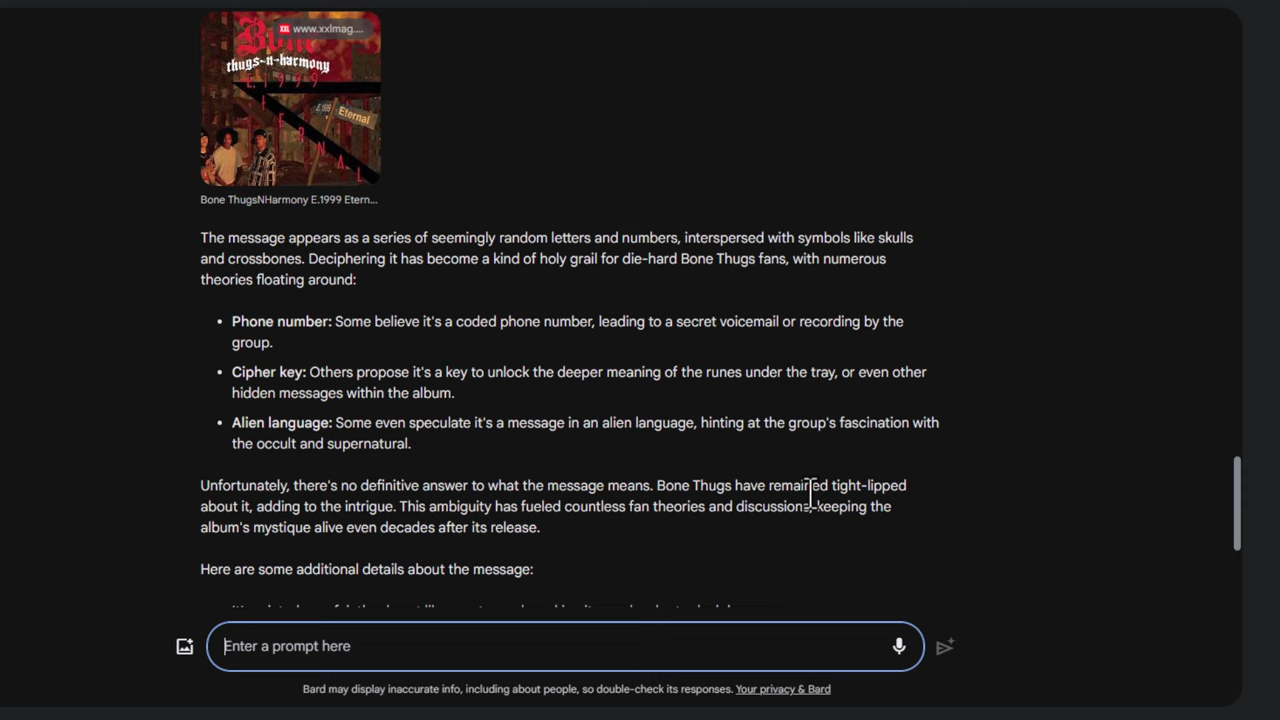 Bone
www.xxlmag....
thugs-n-harmony
E.1999
E.1999 Eternal
ETERNAL
Bone ThugsNHarmony E.1999 Etern...
The message appears as a series of seemingly random letters and numbers, interspersed with symbols like skulls
and crossbones. Deciphering it has become a kind of holy grail for die-hard Bone Thugs fans, with numerous
theories floating around:
• Phone number: Some believe it's a coded phone number, leading to a secret voicemail or recording by the
group.
• Cipher key: Others propose it's a key to unlock the deeper meaning of the runes under the tray, or even other
hidden messages within the album.
• Alien language: Some even speculate it's a message in an alien language, hinting at the group's fascination with
the occult and supernatural.
Unfortunately, there's no definitive answer to what the message means. Bone Thugs have remained tight-lipped
about it, adding to the intrigue. This ambiguity has fueled countless fan theories and discussions, keeping the
album's mystique alive even decades after its release.
Here are some additional details about the message:
Enter a prompt here
Bard may display inaccurate info, including about people, so double-check its responses. Your privacy & Bard